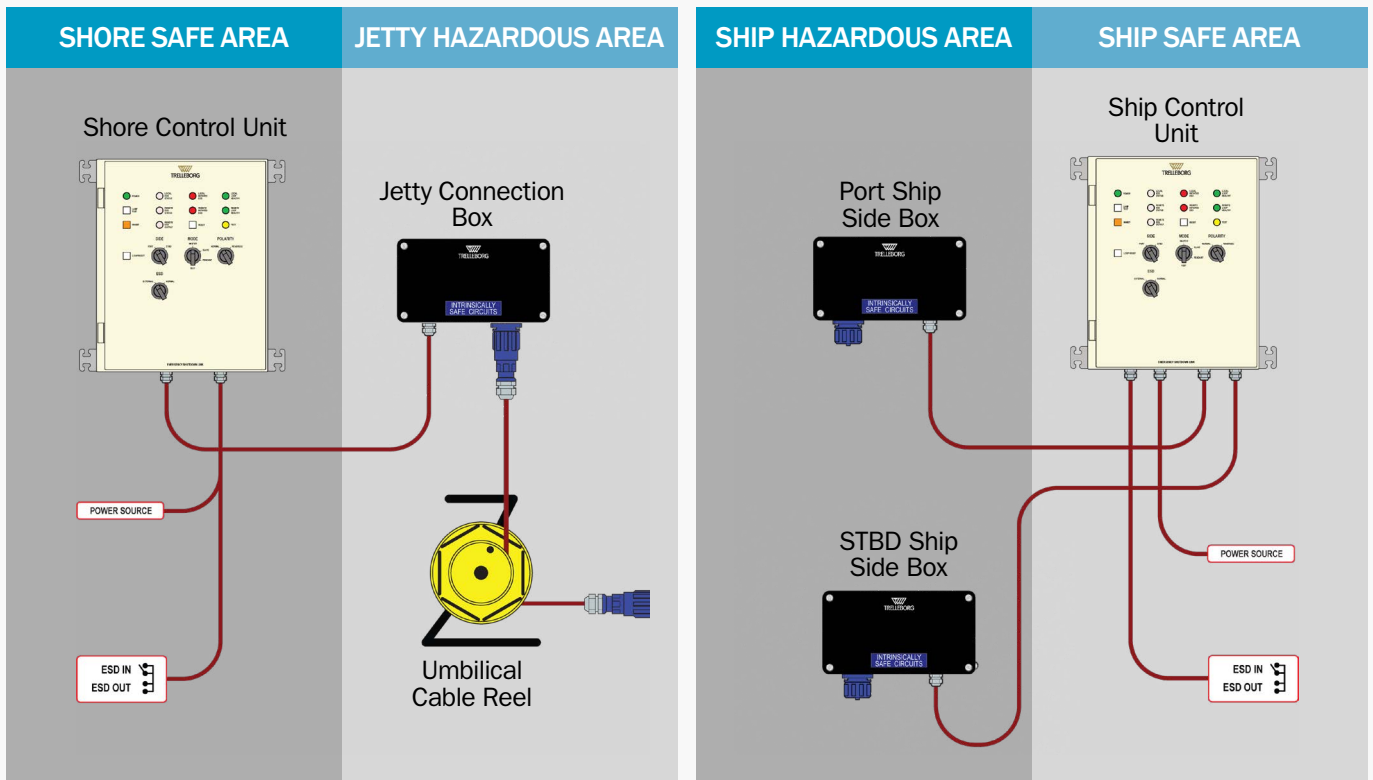 SHORE SAFE AREA
JETTY HAZARDOUS AREA
SHIP HAZARDOUS AREA
SHIP SAFE AREA
Shore Control Unit
TRELLEBORG
SIDE
MODE
POLARITY
ESD
POWER SOURCE
ESD IN
ESD OUT
Jetty Connection
Box
TRELLEBORG
INTRINSICALLY
SAFE CIRCUITS
Umbilical
Cable Reel
Port Ship
Side Box
TRELLEBORG
INTRINSICALLY
SAFE CIRCUITS
STBD Ship
Side Box
TRELLEBORG
INTRINSICALLY
SAFE CIRCUITS
Ship Control
Unit
TRELLEBORG
SIDE
MODE
POLARITY
ESD
POWER SOURCE
ESD IN
ESD OUT